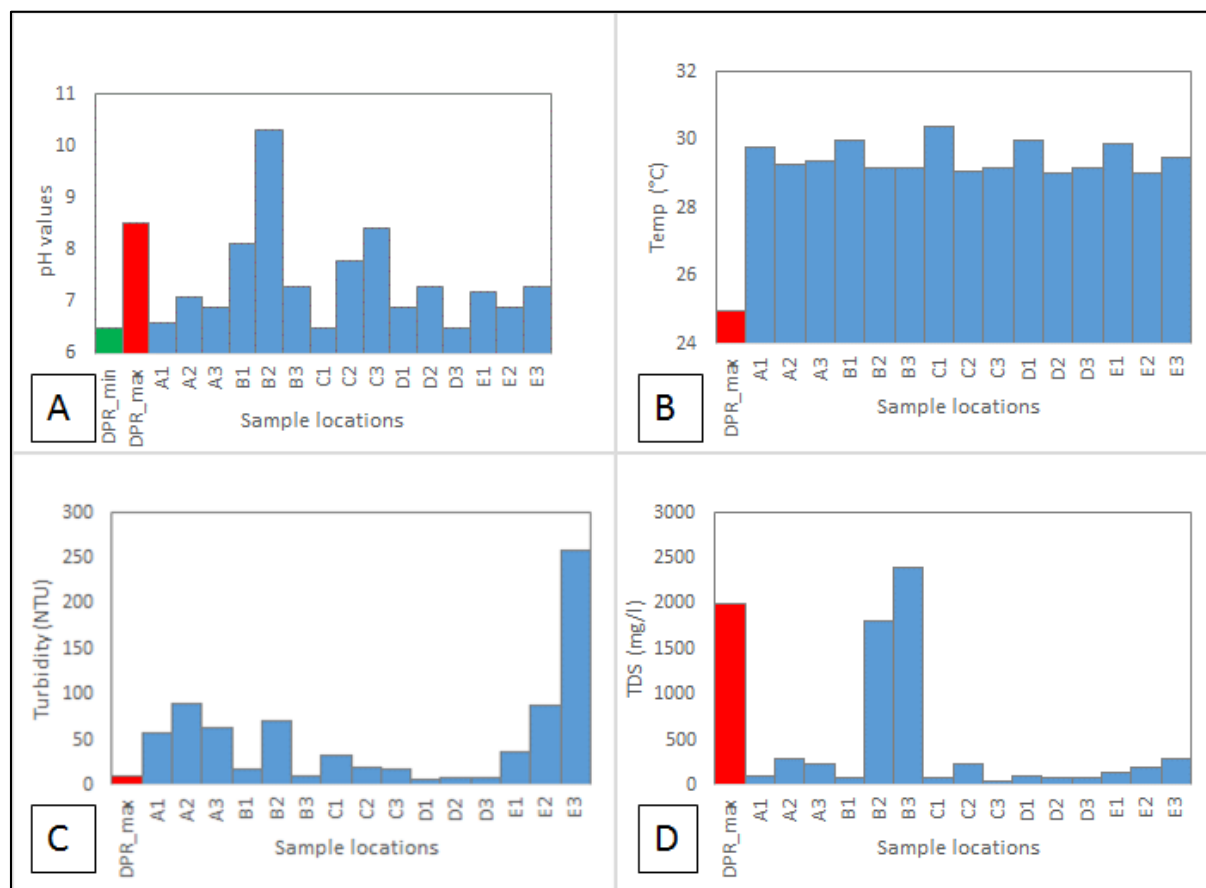 11
10
9
8
7
6
pH values
DPR_min DPR_max A1 A2 A3 B1 B2 B3 C1 C2 C3 D1 D2 D3 E1 E2 E3
Sample locations
A
32
30
28
26
24
Temp (°C)
DPR_max A1 A2 A3 B1 B2 B3 C1 C2 C3 D1 D2 D3 E1 E2 E3
Sample locations
B
300
250
200
150
100
50
0
Turbidity (NTU)
DPR_max A1 A2 A3 B1 B2 B3 C1 C2 C3 D1 D2 D3 E1 E2 E3
Sample locations
C
3000
2500
2000
1500
1000
500
0
TDS (mg/l)
DPR_max A1 A2 A3 B1 B2 B3 C1 C2 C3 D1 D2 D3 E1 E2 E3
Sample locations
D